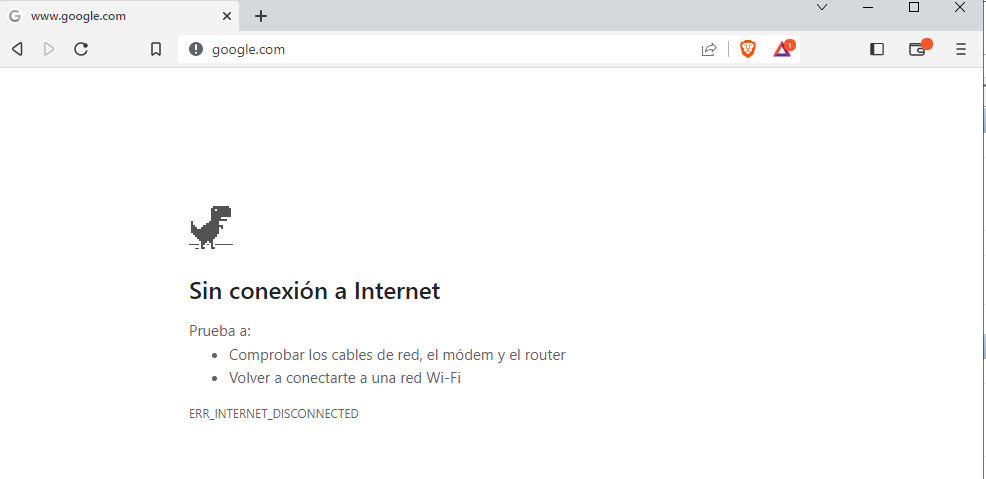 www.google.com
google.com
1
Sin conexión a Internet
Prueba a:
• Comprobar los cables de red, el módem y el router
• Volver a conectarte a una red Wi-Fi
ERR_INTERNET_DISCONNECTED